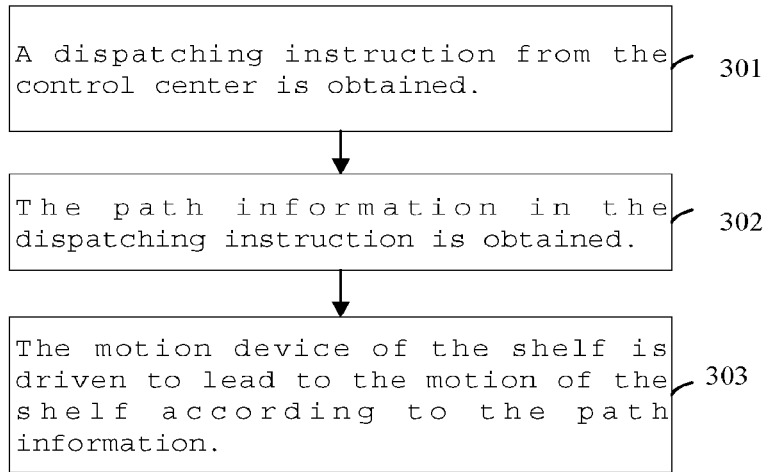 A dispatching instruction from the
control center is obtained.
301
The path information in the
dispatching instruction is obtained.
302
The motion device of the shelf is
driven to lead to the motion of the
shelf according to the path
information.
303